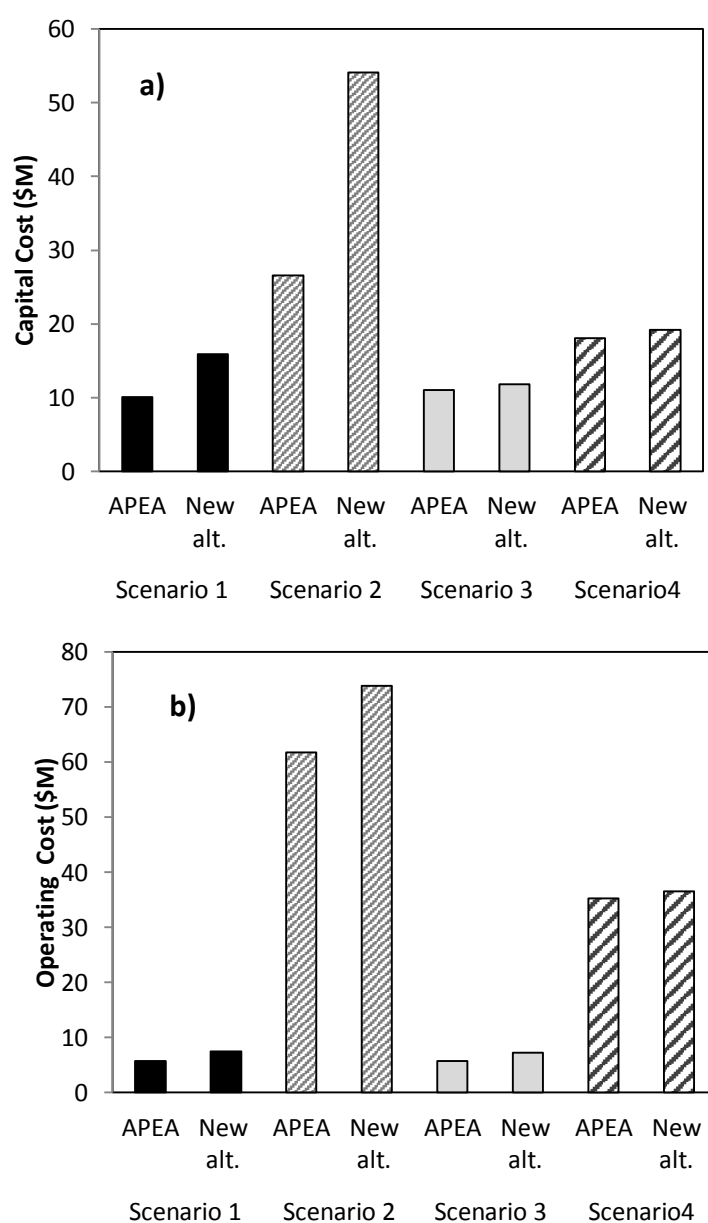 60
50
40
30
20
10
0
Capital Cost ($M)
a)
APEA New alt. APEA New alt. APEA New alt. APEA New alt.
Scenario 1 Scenario 2 Scenario 3 Scenario4
80
70
60
50
40
30
20
10
0
Operating Cost ($M)
b)
APEA New alt. APEA New alt. APEA New alt. APEA New alt.
Scenario 1 Scenario 2 Scenario 3 Scenario4